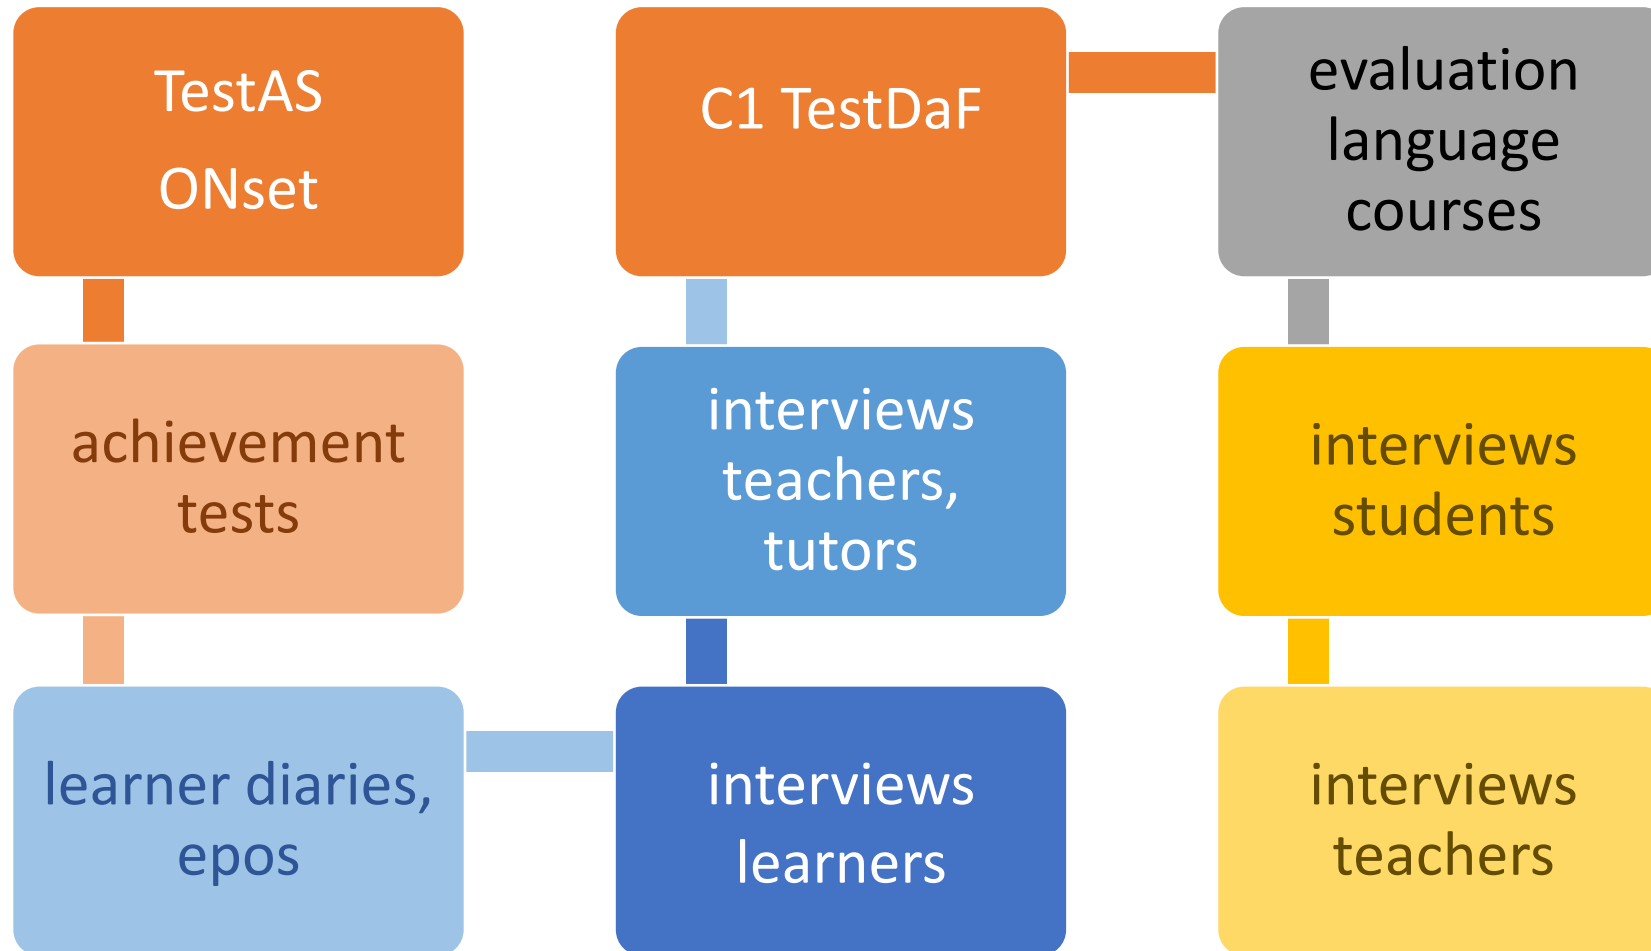 TestAS
ONset
achievement
tests
learner diaries,
epos
interviews
learners
interviews
teachers,
tutors
C1 TestDaF
evaluation
language
courses
interviews
students
interviews
teachers